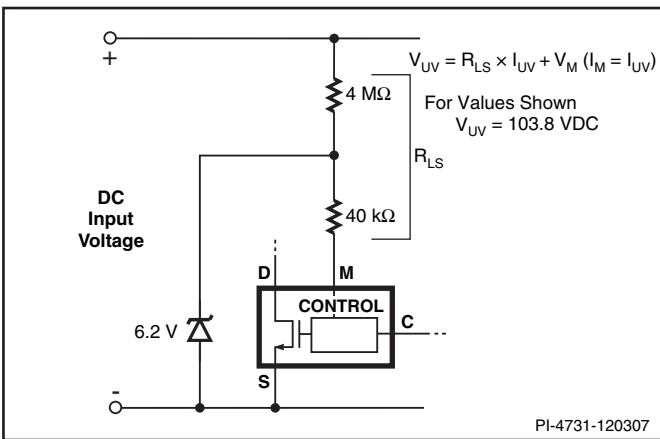 +
V_UV = R_LS × I_UV + V_M (I_M = I_UV)
4 MΩ
For Values Shown
V_UV = 103.8 VDC
R_LS
DC
Input
Voltage
40 kΩ
D
M
CONTROL
C
6.2 V
S
-
PI-4731-120307